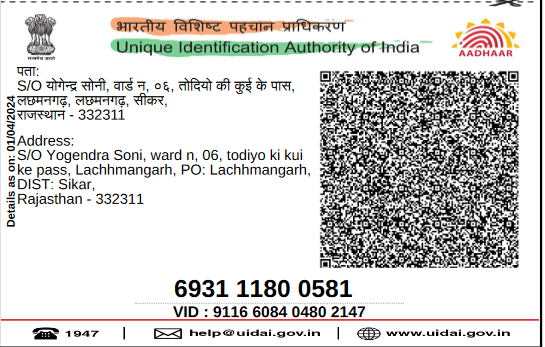 भारतीय विशिष्ट पहचान प्राधिकरण
Unique Identification Authority of India
सत्यमेव जयते
AADHAAR
Details as on: 01/04/2024
पता:
S/O योगेन्द्र सोनी, वार्ड न, ०६, तोदियो की कुई के पास,
लछमनगढ़, लछमनगढ़, सीकर,
राजस्थान - 332311
Address:
S/O Yogendra Soni, ward n, 06, todiyo ki kui
ke pass, Lachhmangarh, PO: Lachhmangarh,
DIST: Sikar,
Rajasthan - 332311
6931 1180 0581
VID : 9116 6084 0480 2147
1947 | help@uidai.gov.in | www.uidai.gov.in